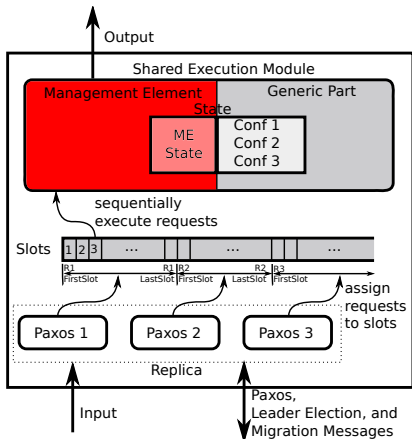 Output
Shared Execution Module
Management Element
Generic Part
State
ME
State
Conf 1
Conf 2
Conf 3
sequentially
execute requests
Slots
1 2 3 ... ... ...
R1 R1 R2 R2 R3
FirstSlot LastSlot FirstSlot LastSlot FirstSlot
assign
requests
to slots
Paxos 1 Paxos 2 Paxos 3
Replica
Input
Paxos,
Leader Election, and
Migration Messages